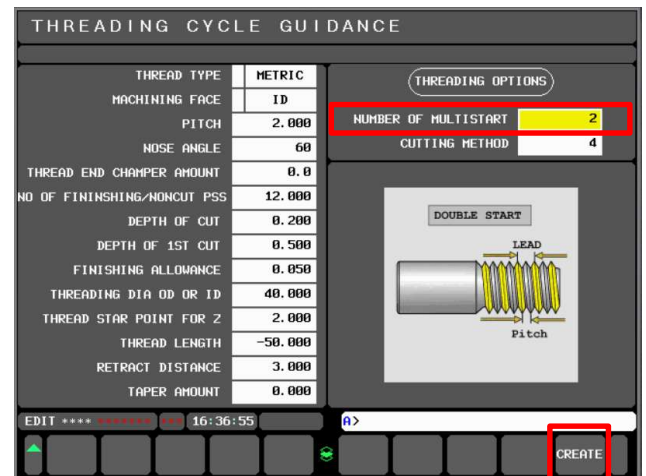 THREADING CYCLE GUIDANCE
THREAD TYPE METRIC
MACHINING FACE ID
PITCH 2.000
NOSE ANGLE 60
THREAD END CHAMPER AMOUNT 0.0
NO OF FININSHING/NONCUT PSS 12.000
DEPTH OF CUT 0.200
DEPTH OF 1ST CUT 0.500
FINISHING ALLOWANCE 0.050
THREADING DIA OD OR ID 40.000
THREAD STAR POINT FOR Z 2.000
THREAD LENGTH -50.000
RETRACT DISTANCE 3.000
TAPER AMOUNT 0.000
THREADING OPTIONS
NUMBER OF MULTISTART 2
CUTTING METHOD 4
DOUBLE START
LEAD
Pitch
EDIT **** ******* *** 16:36:55
A>
CREATE